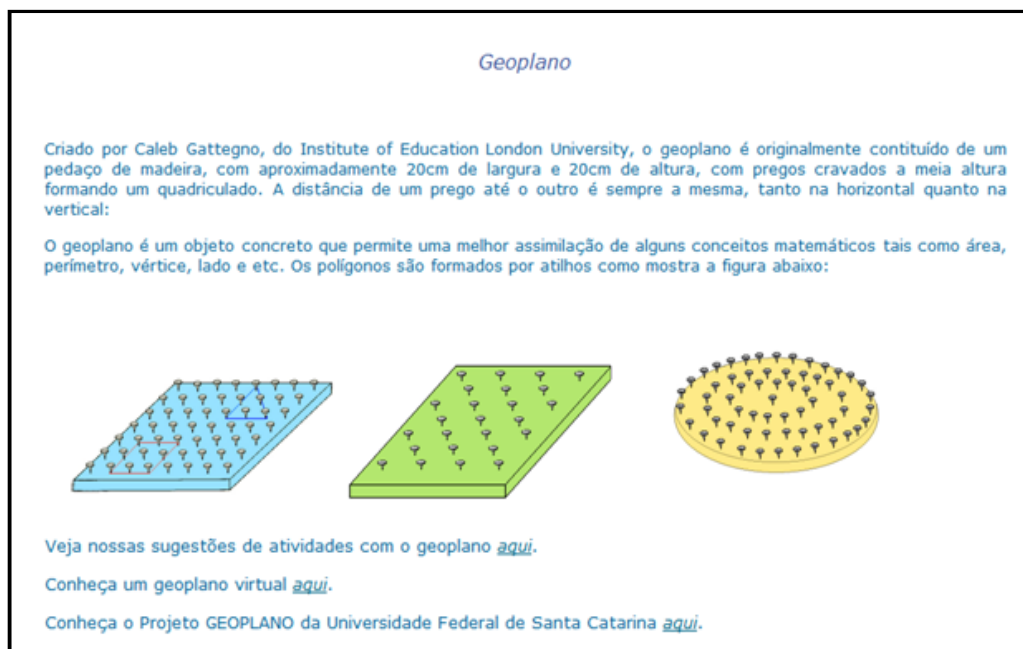 Geoplano
Criado por Caleb Gattegno, do Institute of Education London University, o geoplano é originalmente contituído de um
pedaço de madeira, com aproximadamente 20cm de largura e 20cm de altura, com pregos cravados a meia altura
formando um quadriculado. A distância de um prego até o outro é sempre a mesma, tanto na horizontal quanto na
vertical:
O geoplano é um objeto concreto que permite uma melhor assimilação de alguns conceitos matemáticos tais como área,
perímetro, vértice, lado e etc. Os polígonos são formados por atilhos como mostra a figura abaixo:
Veja nossas sugestões de atividades com o geoplano aqui.
Conheça um geoplano virtual aqui.
Conheça o Projeto GEOPLANO da Universidade Federal de Santa Catarina aqui.